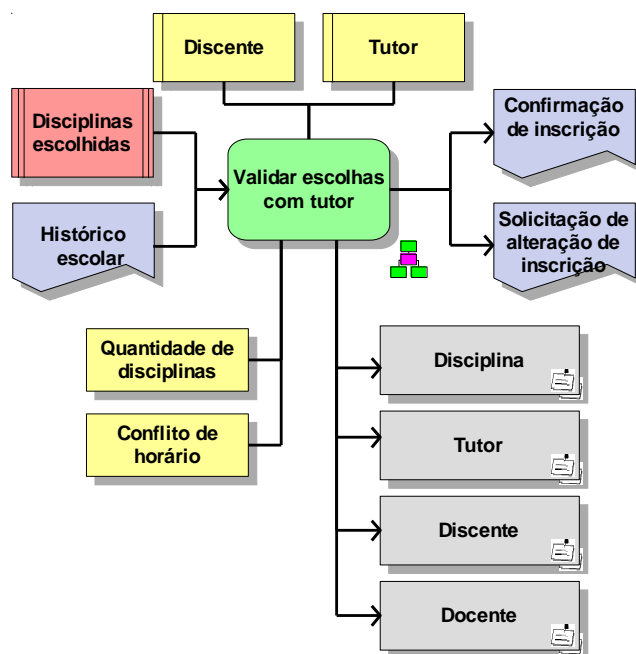 Discente
Tutor
Disciplinas
escolhidas
Confirmação
de inscrição
Validar escolhas
com tutor
Histórico
escolar
Solicitação de
alteração de
inscrição
Quantidade de
disciplinas
Conflito de
horário
Disciplina
Tutor
Discente
Docente